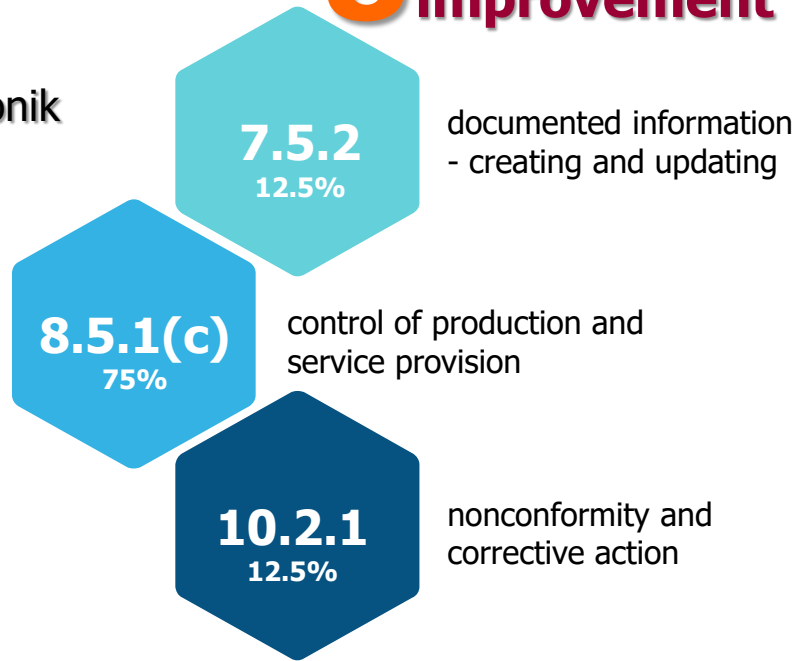 improvement
onik
7.5.2
12.5%
documented information
- creating and updating
8.5.1(c)
75%
control of production and
service provision
10.2.1
12.5%
nonconformity and
corrective action